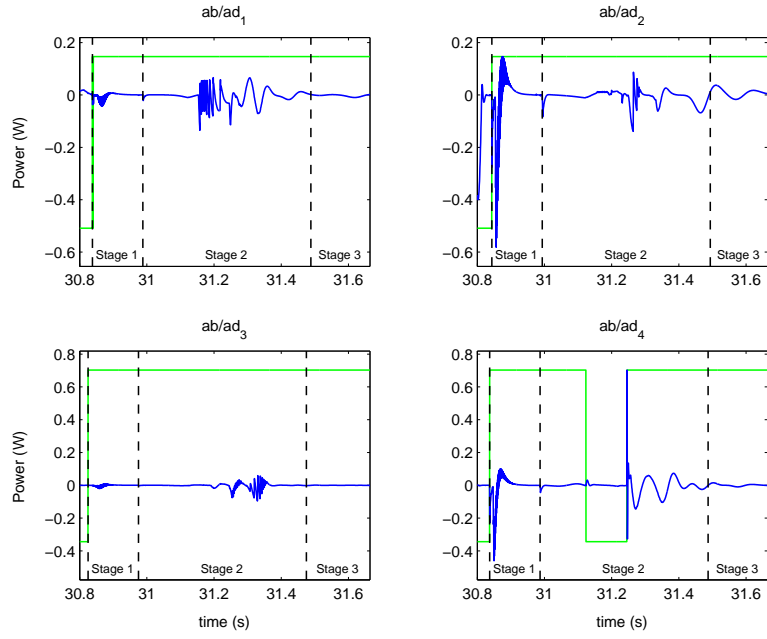 ab/ad1
ab/ad2
0.2
0
−0.2
−0.4
−0.6
Power (W)
Stage 1
Stage 2
Stage 3
30.8
31
31.2
31.4
31.6
0.2
0
−0.2
−0.4
−0.6
Stage 1
Stage 2
Stage 3
30.8
31
31.2
31.4
31.6
ab/ad3
ab/ad4
0.8
0.6
0.4
0.2
0
−0.2
−0.4
Power (W)
Stage 1
Stage 2
Stage 3
30.8
31
31.2
31.4
31.6
time (s)
0.8
0.6
0.4
0.2
0
−0.2
−0.4
Stage 1
Stage 2
Stage 3
30.8
31
31.2
31.4
31.6
time (s)